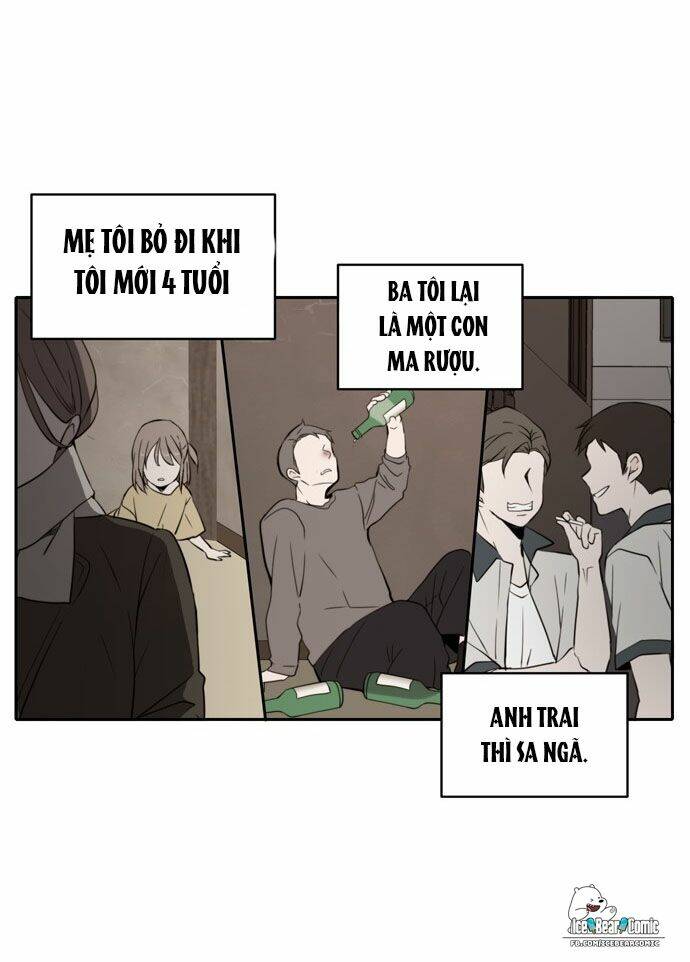 MẸ TÔI BỎ ĐI KHI
TÔI MỚI 4 TUỔI
BA TÔI LẠI
LÀ MỘT CON
MA RƯỢU.
ANH TRAI
THÌ SA NGÃ.
Ice Bear Comic
FB.COM/ICEBEARCOMIC